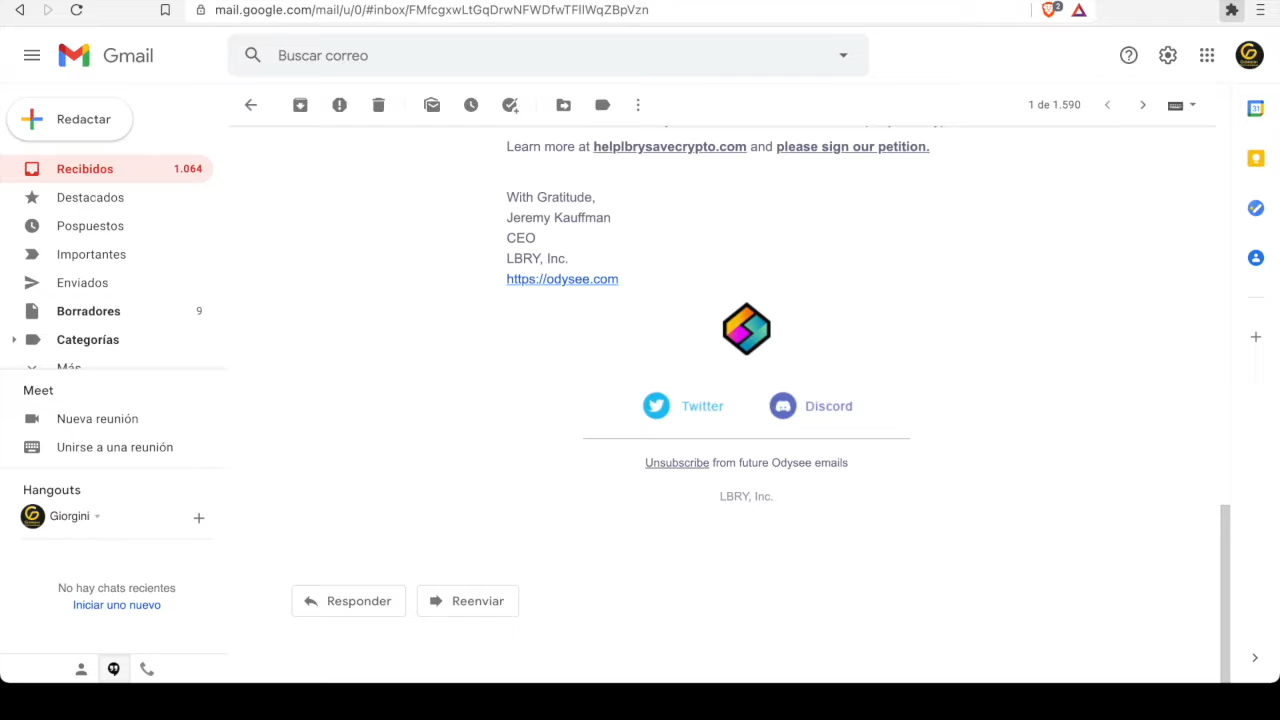 mail.google.com/mail/u/0/#inbox/FMfcgxwLtGqDrwNFWDfwTFllWqZBpVzn
2
Gmail
Buscar correo
Redactar
1 de 1.590
31
Recibidos 1.064
Destacados
Pospuestos
Importantes
Enviados
Borradores 9
Categorías
Más
Meet
Nueva reunión
Unirse a una reunión
Hangouts
Giorgini
No hay chats recientes
Iniciar uno nuevo
Learn more at helplbrysavecrypto.com and please sign our petition.
With Gratitude,
Jeremy Kauffman
CEO
LBRY, Inc.
https://odysee.com
Twitter Discord
Unsubscribe from future Odysee emails
LBRY, Inc.
Responder Reenviar